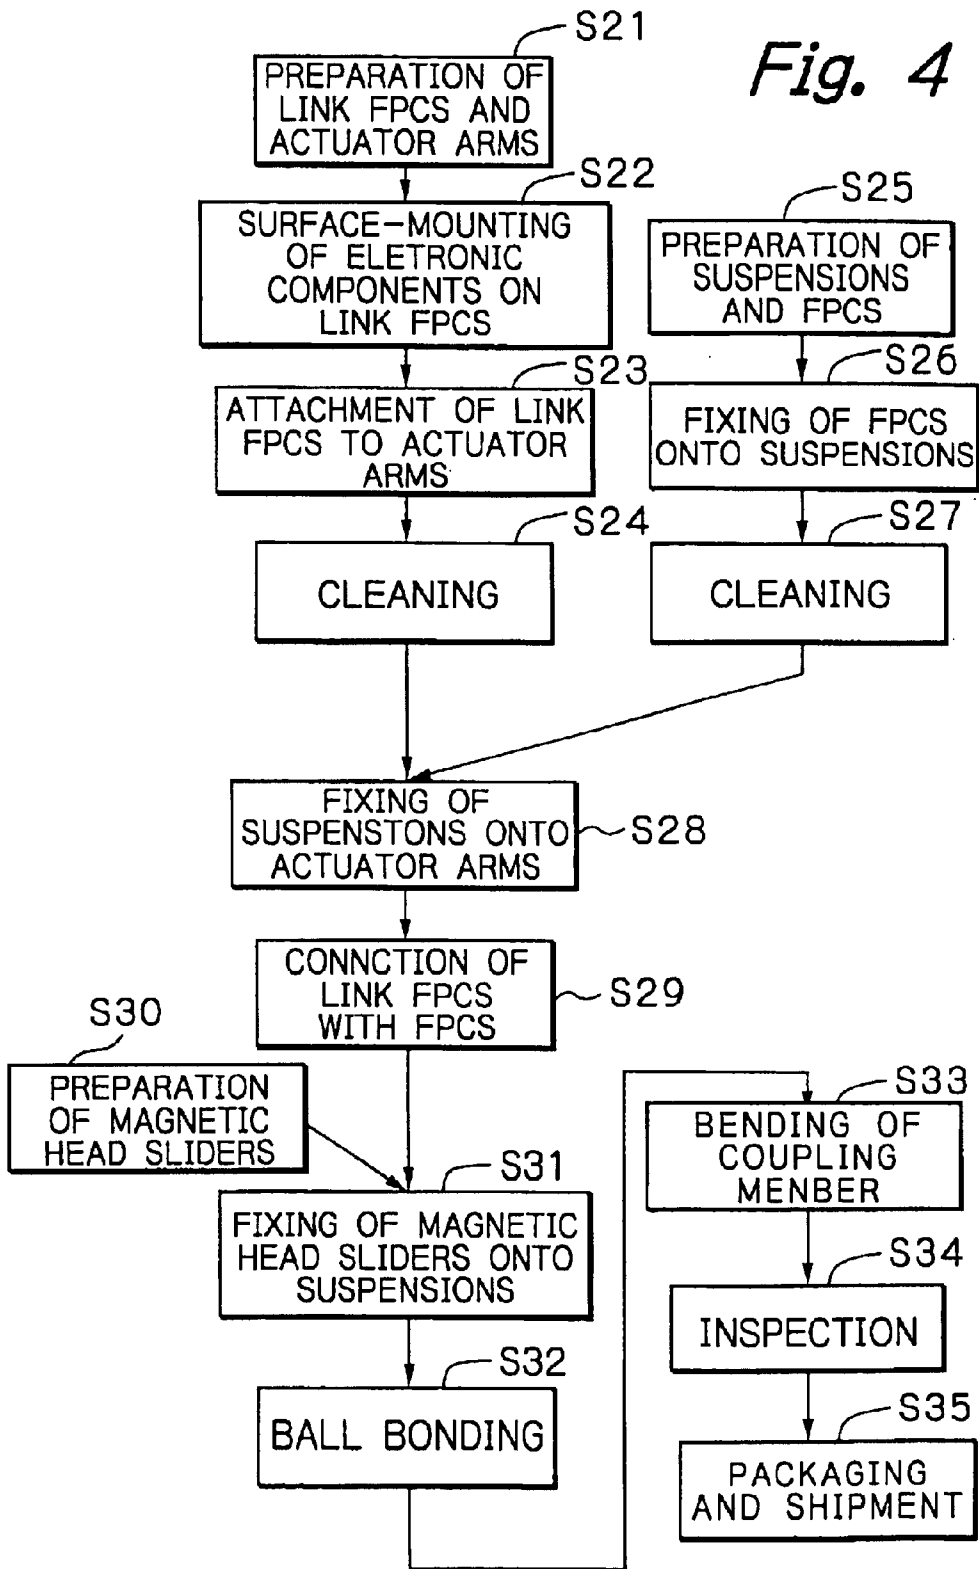 Fig. 4
S21
PREPARATION OF
LINK FPCS AND
ACTUATOR ARMS
S22
SURFACE-MOUNTING
OF ELETRONIC
COMPONENTS ON
LINK FPCS
S23
ATTACHMENT OF LINK
FPCS TO ACTUATOR
ARMS
S24
CLEANING
S25
PREPARATION OF
SUSPENSIONS
AND FPCS
S26
FIXING OF FPCS
ONTO SUSPENSIONS
S27
CLEANING
FIXING OF
SUSPENSTONS ONTO
ACTUATOR ARMS
S28
CONNCTION OF
LINK FPCS
WITH FPCS
S29
S30
PREPARATION
OF MAGNETIC
HEAD SLIDERS
S31
FIXING OF MAGNETIC
HEAD SLIDERS ONTO
SUSPENSIONS
S32
BALL BONDING
S33
BENDING OF
COUPLING
MENBER
S34
INSPECTION
S35
PACKAGING
AND SHIPMENT